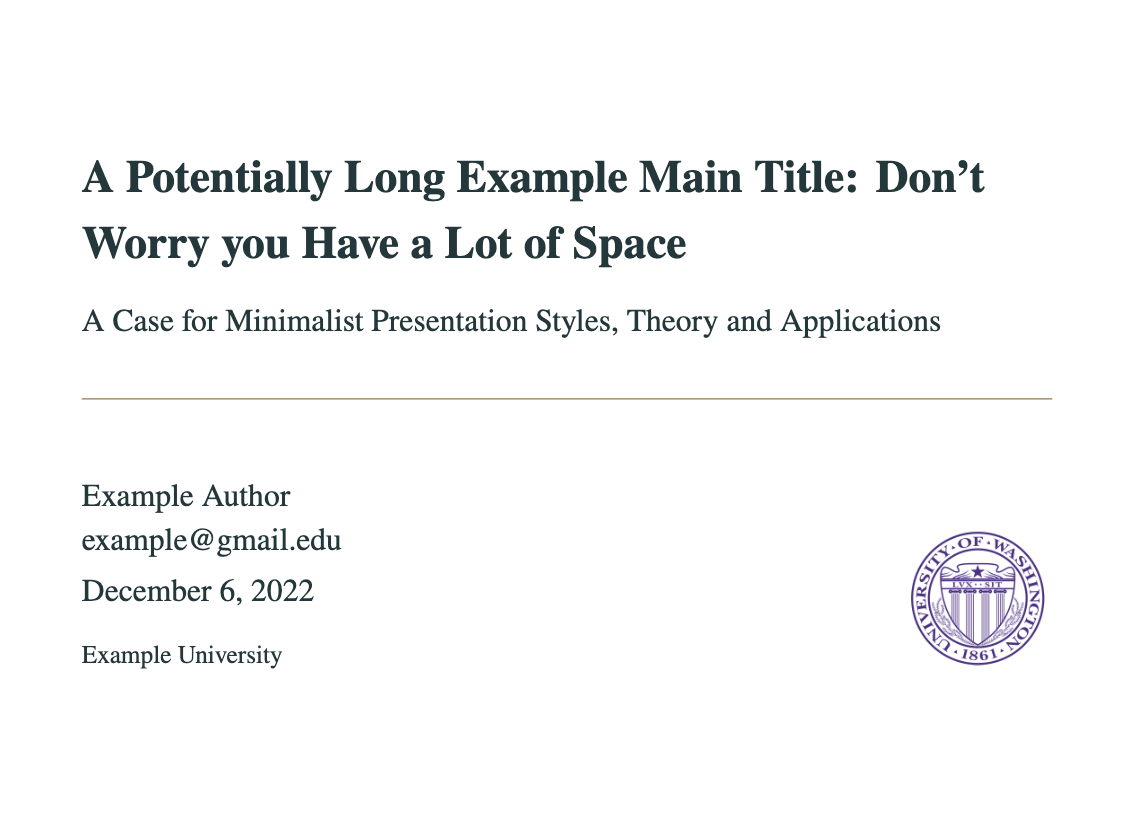 A Potentially Long Example Main Title: Don’t
Worry you Have a Lot of Space
A Case for Minimalist Presentation Styles, Theory and Applications
Example Author
example@gmail.edu
December 6, 2022
Example University
UNIVERSITY·OF·WASHINGTON
LVX··SIT
·1861·